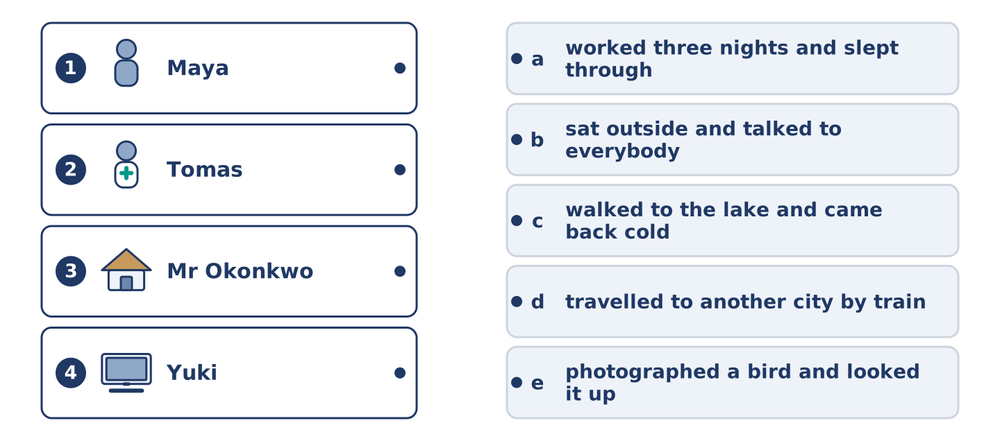 1 Maya
2 Tomas
3 Mr Okonkwo
4 Yuki
a worked three nights and slept
through
b sat outside and talked to
everybody
c walked to the lake and came
back cold
d travelled to another city by train
e photographed a bird and looked
it up